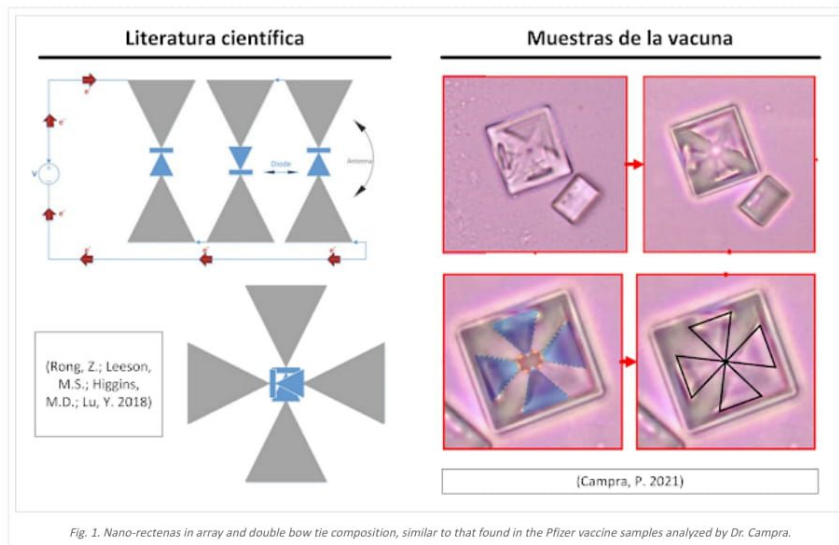 Literatura científica
Muestras de la vacuna
e⁻
e⁻
Diode
Antenna
V
e⁻
e⁻
e⁻
e⁻
(Rong, Z.; Leeson,
M.S.; Higgins,
M.D.; Lu, Y. 2018)
(Campra, P. 2021)
Fig. 1. Nano-rectenas in array and double bow tie composition, similar to that found in the Pfizer vaccine samples analyzed by Dr. Campra.